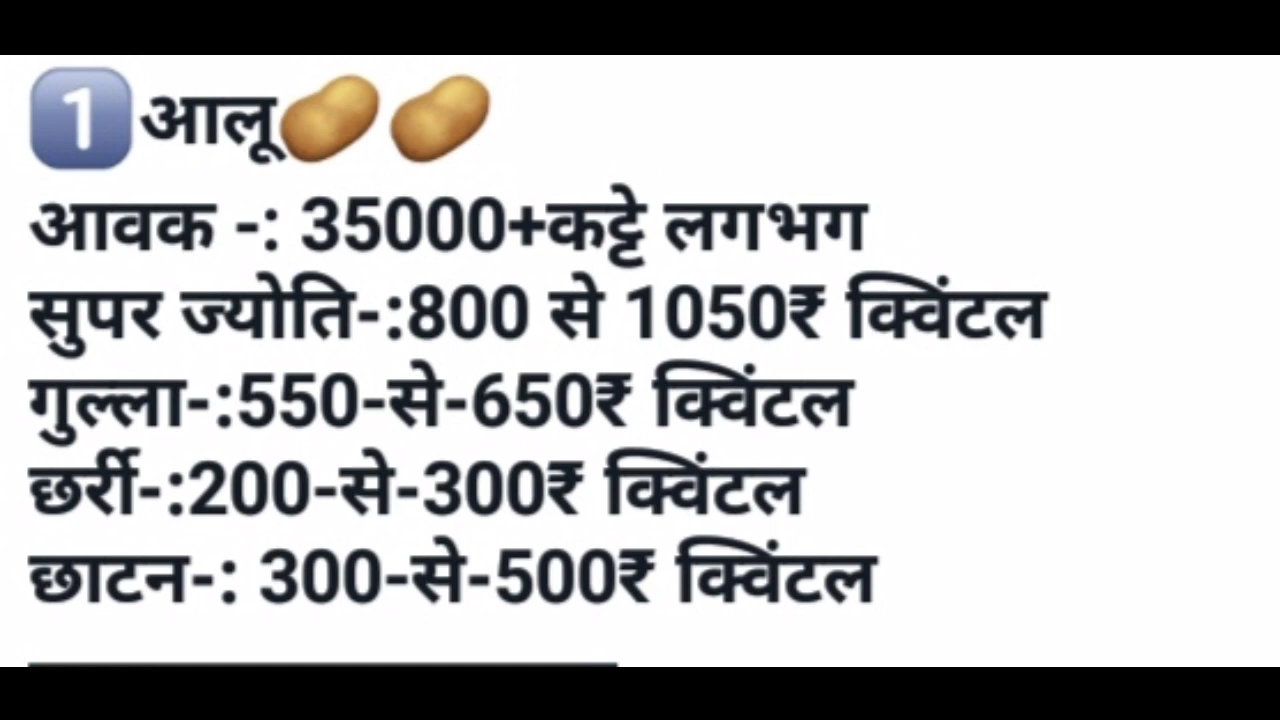 1️⃣आलू🥔🥔
आवक -: 35000+कट्टे लगभग
सुपर ज्योति-:800 से 1050₹ क्विंटल
गुल्ला-:550-से-650₹ क्विंटल
छर्री-:200-से-300₹ क्विंटल
छाटन-: 300-से-500₹ क्विंटल